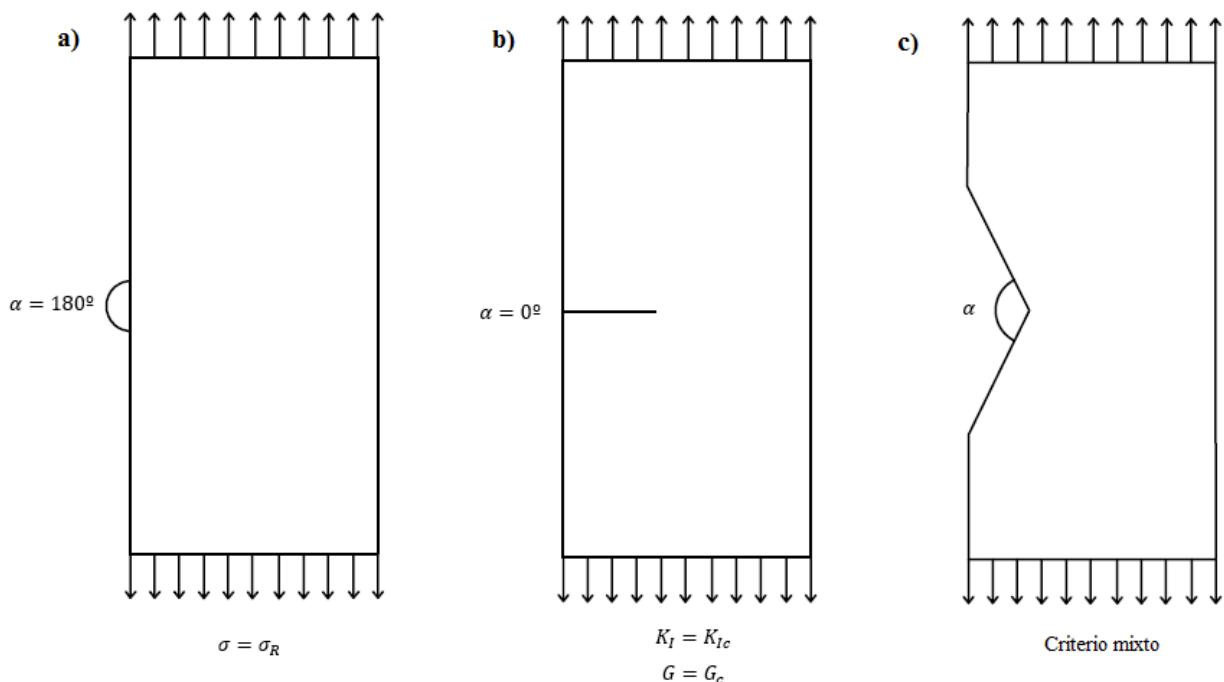 a)
α = 180º
σ = σ_R
b)
α = 0º
K_I = K_Ic
G = G_c
c)
α
Criterio mixto